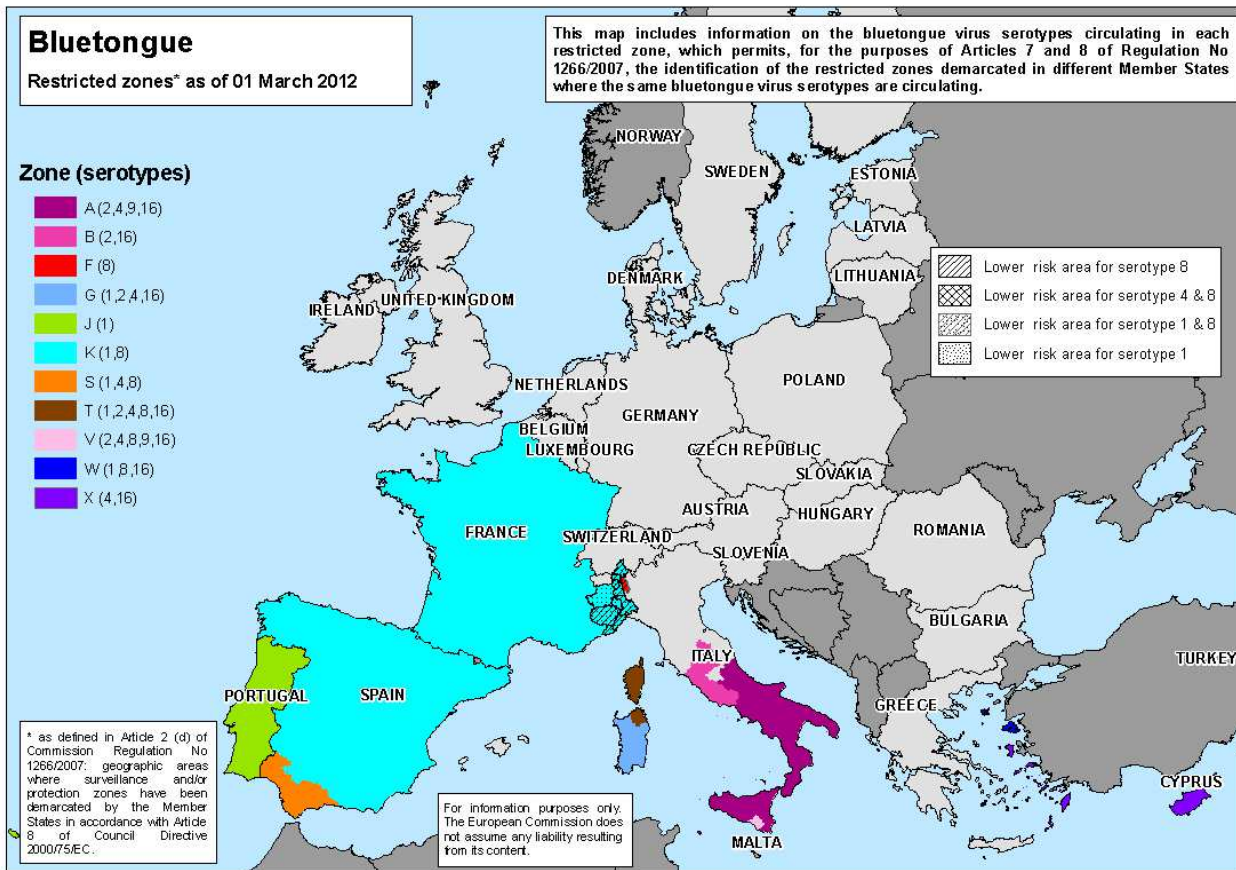 Bluetongue
Restricted zones* as of 01 March 2012
This map includes information on the bluetongue virus serotypes circulating in each
restricted zone, which permits, for the purposes of Articles 7 and 8 of Regulation No
1266/2007, the identification of the restricted zones demarcated in different Member States
where the same bluetongue virus serotypes are circulating.
Zone (serotypes)
A (2,4,9,16)
B (2,16)
F (8)
G (1,2,4,16)
J (1)
K (1,8)
S (1,4,8)
T (1,2,4,8,16)
V (2,4,8,9,16)
W (1,8,16)
X (4,16)
Lower risk area for serotype 8
Lower risk area for serotype 4 & 8
Lower risk area for serotype 1 & 8
Lower risk area for serotype 1
NORWAY
SWEDEN
ESTONIA
LATVIA
LITHUANIA
DENMARK
UNITED KINGDOM
IRELAND
NETHERLANDS
POLAND
GERMANY
BELGIUM
LUXEMBOURG
CZECH REPUBLIC
SLOVAKIA
AUSTRIA
HUNGARY
FRANCE
SWITZERLAND
ROMANIA
SLOVENIA
BULGARIA
ITALY
TURKEY
PORTUGAL
SPAIN
GREECE
CYPRUS
MALTA
* as defined in Article 2 (d) of
Commission Regulation No
1266/2007: geographic areas
where surveillance and/or
protection zones have been
demarcated by the Member
States in accordance with Article
8 of Council Directive
2000/75/EC.
For information purposes only.
The European Commission does
not assume any liability resulting
from its content.